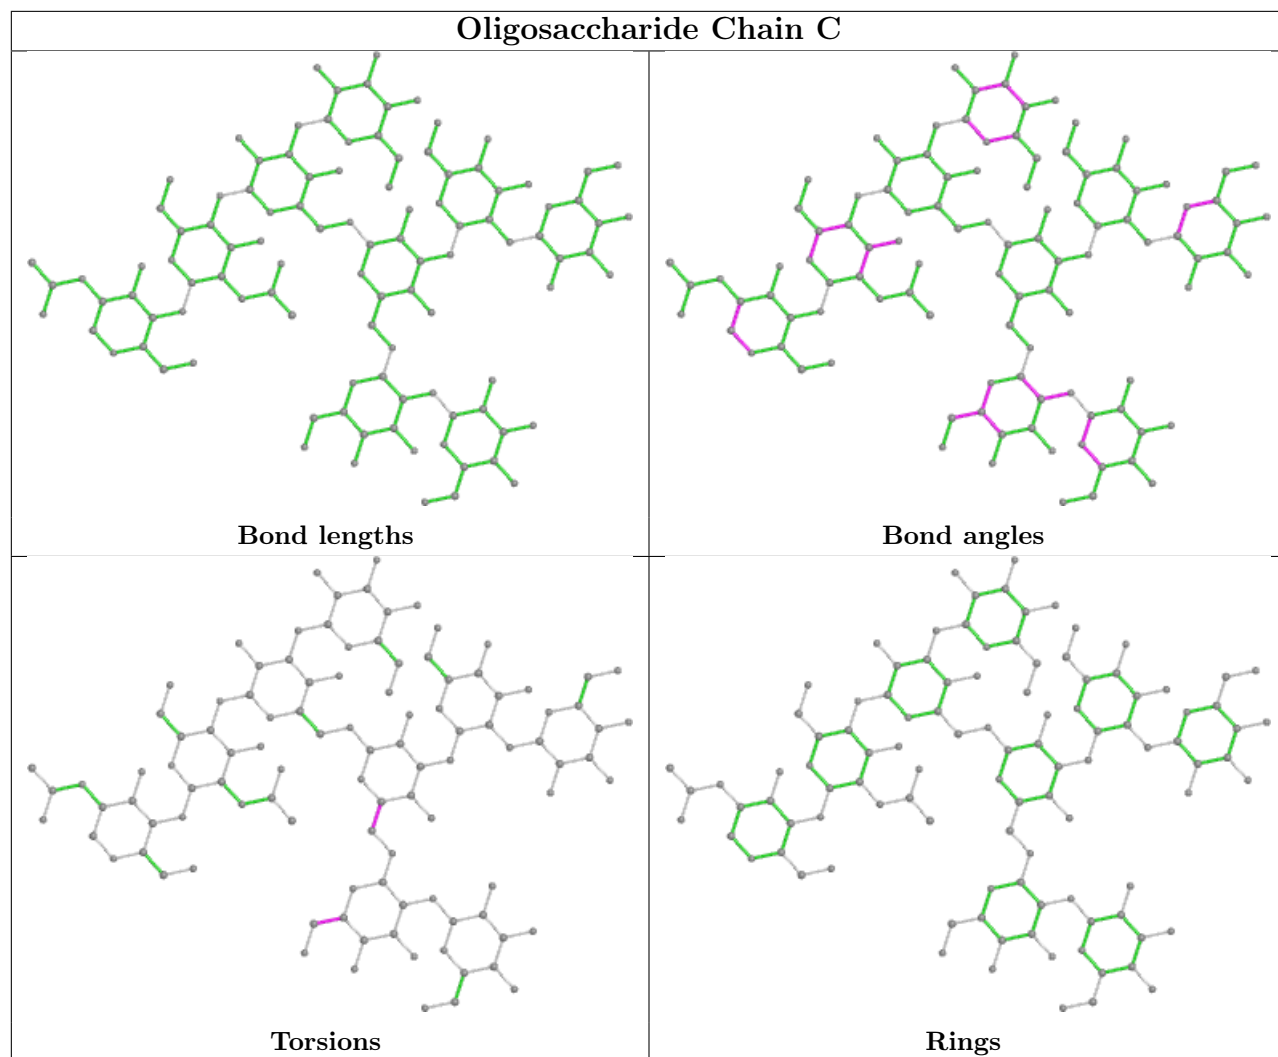 Oligosaccharide Chain C
Bond lengths
Bond angles
Torsions
Rings